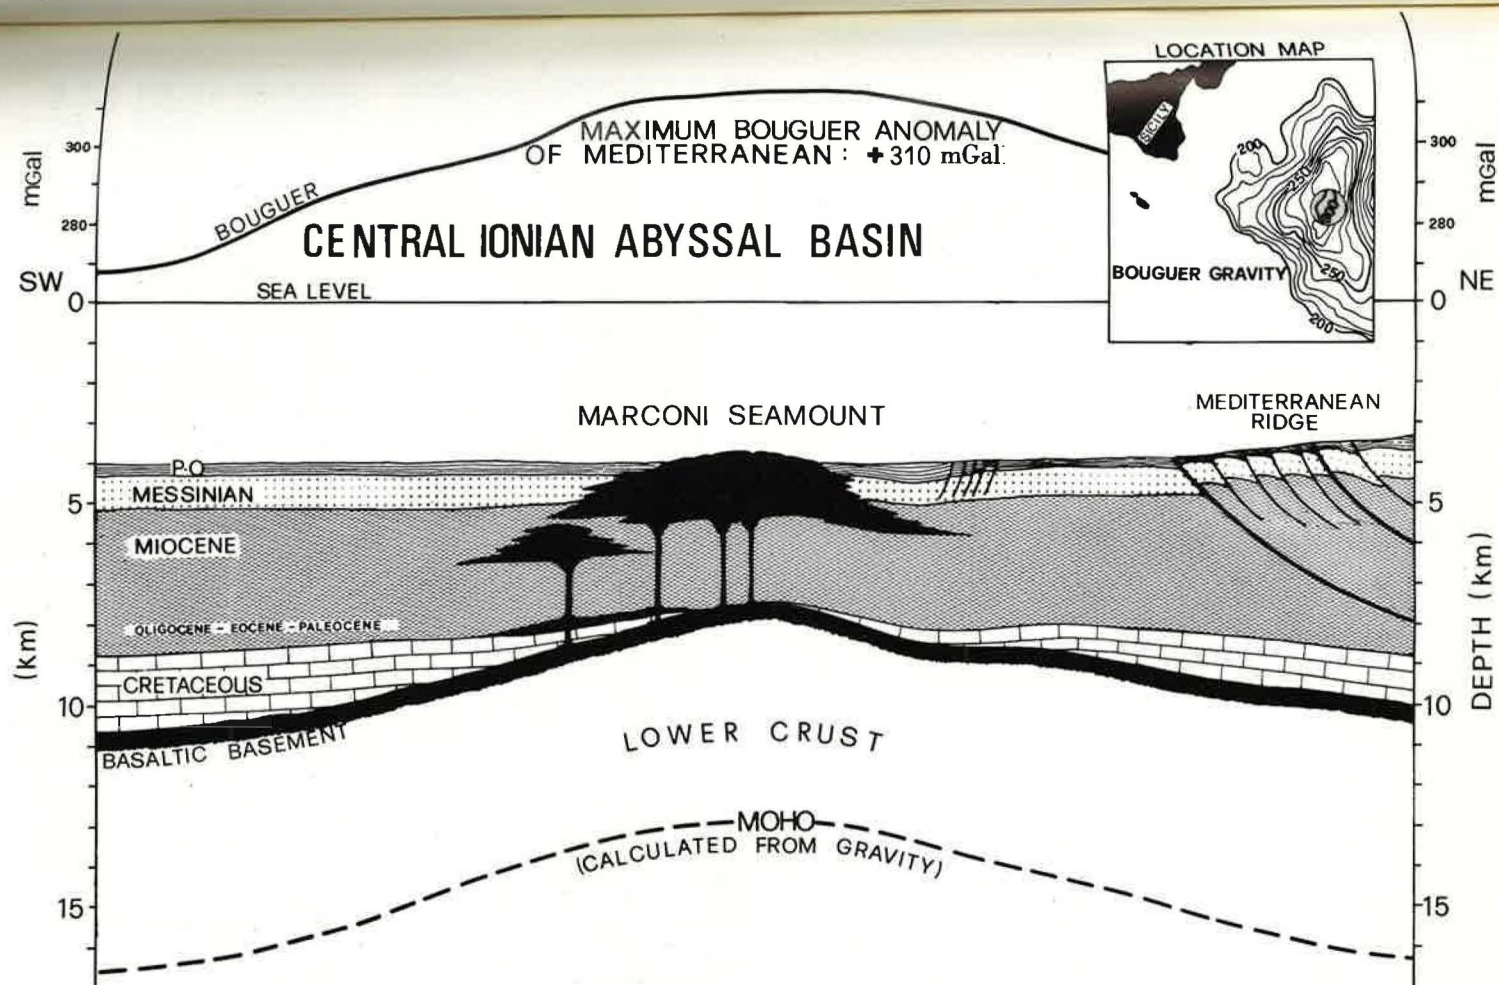 LOCATION MAP
SICILY
200
250
300
250
200
BOUGUER GRAVITY
MAXIMUM BOUGUER ANOMALY
OF MEDITERRANEAN : +310 mGal.
BOUGUER
CENTRAL IONIAN ABYSSAL BASIN
mGal
300
280
SW
0
SEA LEVEL
300
280
mGal
0
NE
MARCONI SEAMOUNT
MEDITERRANEAN
RIDGE
P-Q
MESSINIAN
5
5
MIOCENE
OLIGOCENE - EOCENE - PALEOCENE
CRETACEOUS
(km)
10
10
DEPTH (km)
BASALTIC BASEMENT
LOWER CRUST
MOHO
(CALCULATED FROM GRAVITY)
15
15